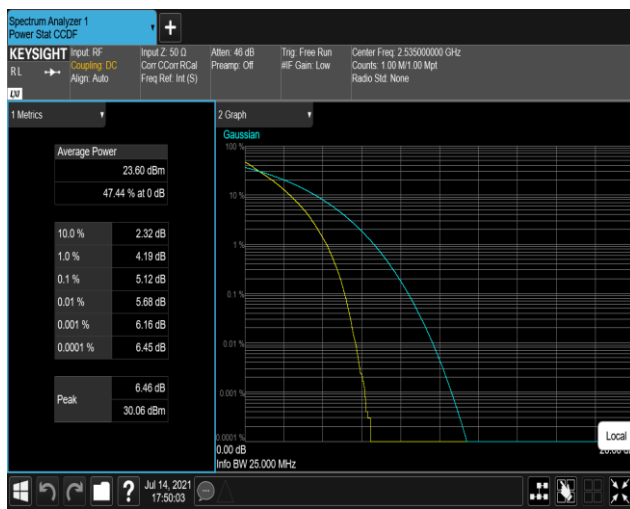 Spectrum Analyzer 1
Power Stat CCDF
KEYSIGHT
R L
LXI
Input: RF
Coupling: DC
Align: Auto
Input Z: 50 Ω
Corr CCorr RCal
Freq Ref: Int (S)
Atten: 46 dB
Preamp: Off
Trig: Free Run
#IF Gain: Low
Center Freq: 2.535000000 GHz
Counts: 1.00 M/1.00 Mpt
Radio Std: None
1 Metrics
Average Power
23.60 dBm
47.44 % at 0 dB
10.0 % 2.32 dB
1.0 % 4.19 dB
0.1 % 5.12 dB
0.01 % 5.68 dB
0.001 % 6.16 dB
0.0001 % 6.45 dB
Peak
6.46 dB
30.06 dBm
2 Graph
Gaussian
100 %
10 %
1 %
0.1 %
0.01 %
0.001 %
0.0001 %
0.00 dB
Info BW 25.000 MHz
Local
Jul 14, 2021
17:50:03